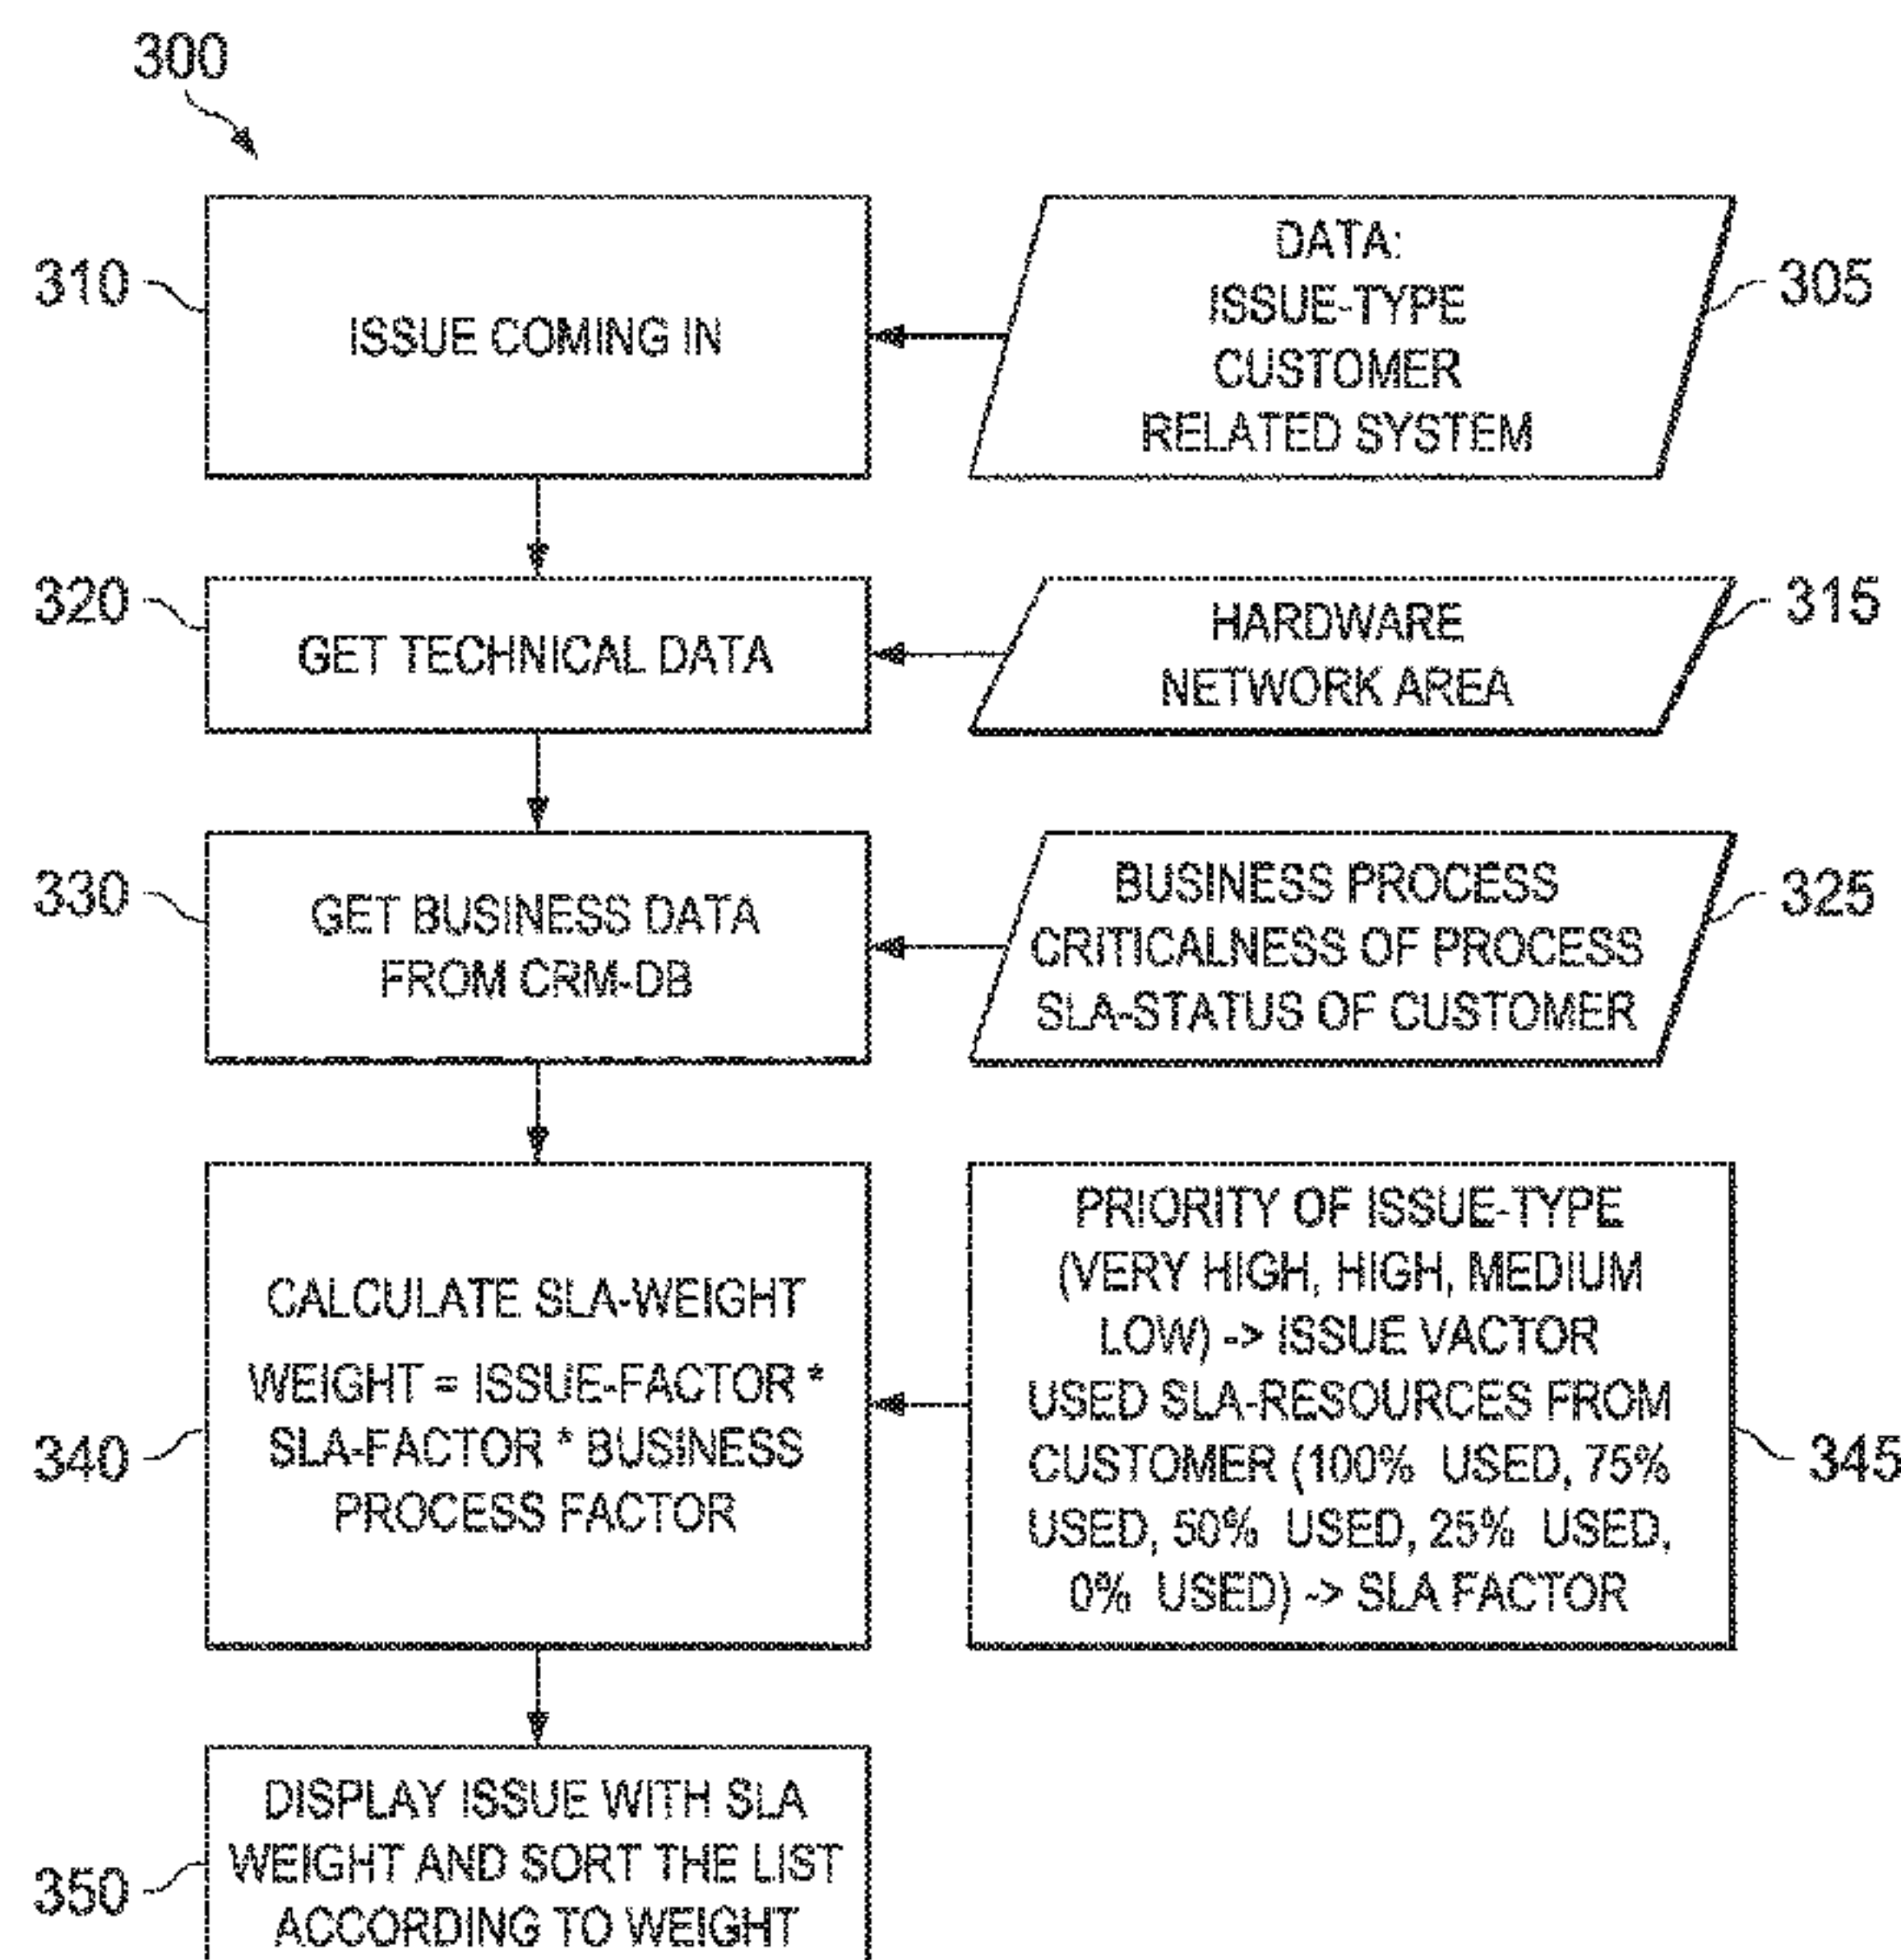 300
310
ISSUE COMING IN
DATA:
ISSUE-TYPE
CUSTOMER
RELATED SYSTEM
305
320
GET TECHNICAL DATA
HARDWARE
NETWORK AREA
315
330
GET BUSINESS DATA
FROM CRM-DB
BUSINESS PROCESS
CRITICALNESS OF PROCESS
SLA-STATUS OF CUSTOMER
325
340
CALCULATE SLA-WEIGHT
WEIGHT = ISSUE-FACTOR *
SLA-FACTOR * BUSINESS
PROCESS FACTOR
PRIORITY OF ISSUE-TYPE
(VERY HIGH, HIGH, MEDIUM
LOW) -> ISSUE VACTOR
USED SLA-RESOURCES FROM
CUSTOMER (100% USED, 75%
USED, 50% USED, 25% USED,
0% USED) -> SLA FACTOR
345
350
DISPLAY ISSUE WITH SLA
WEIGHT AND SORT THE LIST
ACCORDING TO WEIGHT